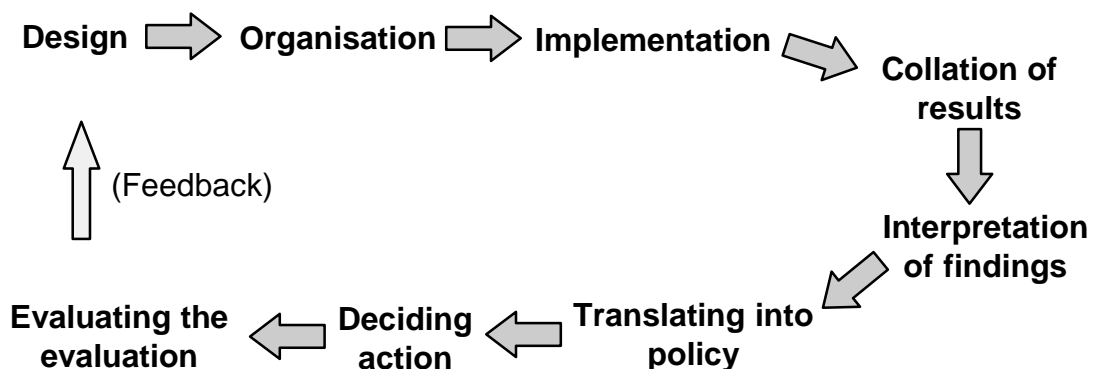 Design
Organisation
Implementation
Collation of
results
Interpretation
of findings
Translating into
policy
Deciding
action
Evaluating the
evaluation
(Feedback)